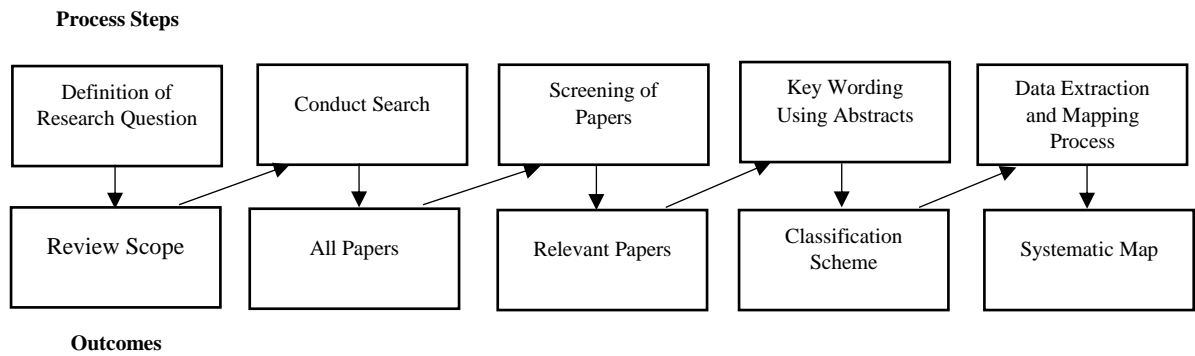 Process Steps
Definition of
Research Question
Conduct Search
Screening of
Papers
Key Wording
Using Abstracts
Data Extraction
and Mapping
Process
Review Scope
All Papers
Relevant Papers
Classification
Scheme
Systematic Map
Outcomes